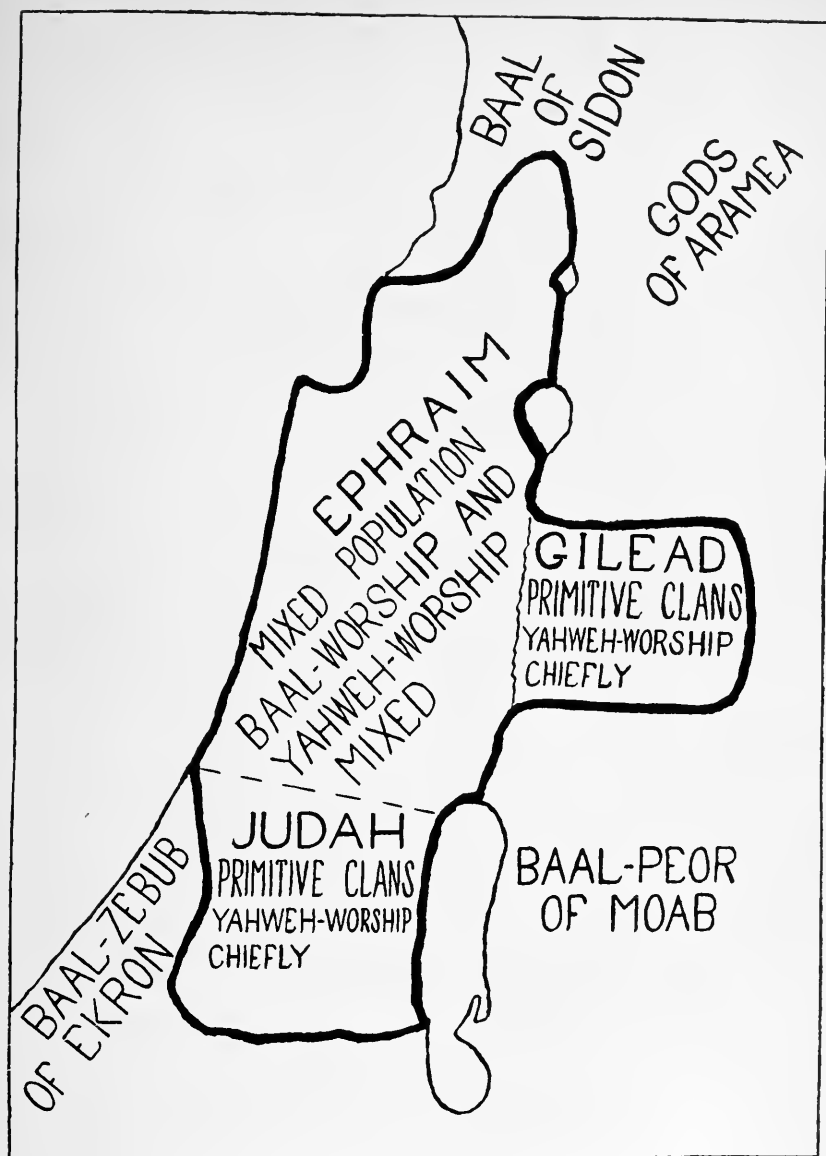 BAAL
OF
SIDON
GODS
OF ARAMEA
EPHRAIM
MIXED POPULATION
BAAL-WORSHIP AND
YAHWEH-WORSHIP
MIXED
GILEAD
PRIMITIVE CLANS
YAHWEH-WORSHIP
CHIEFLY
JUDAH
PRIMITIVE CLANS
YAHWEH-WORSHIP
CHIEFLY
BAAL-PEOR
OF MOAB
BAAL-ZEBUB
OF EKRON